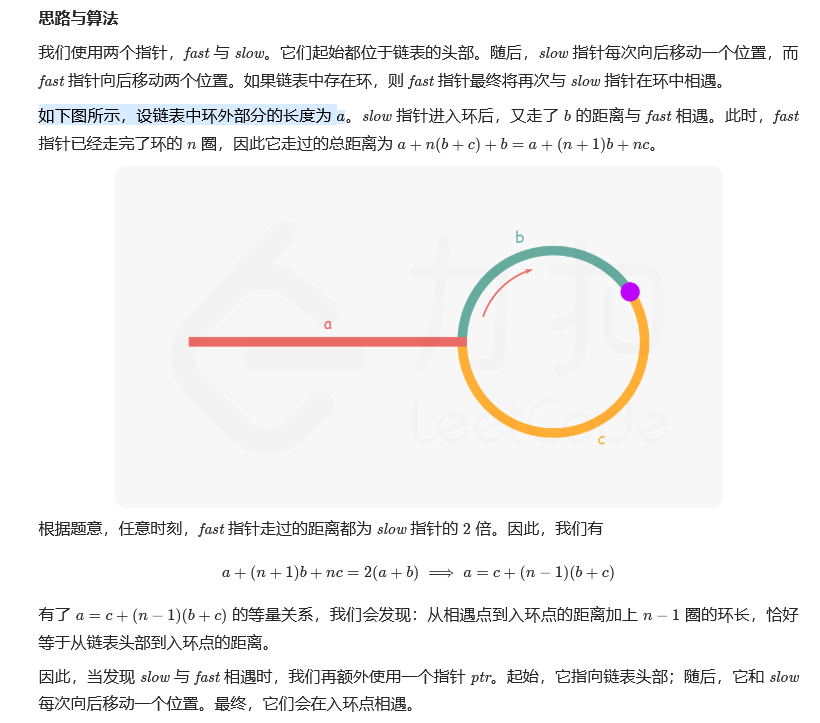 思路与算法
我们使用两个指针，fast 与 slow。它们起始都位于链表的头部。随后，slow 指针每次向后移动一个位置，而
fast 指针向后移动两个位置。如果链表中存在环，则 fast 指针最终将再次与 slow 指针在环中相遇。
如下图所示，设链表中环外部分的长度为 a。slow 指针进入环后，又走了 b 的距离与 fast 相遇。此时，fast
指针已经走完了环的 n 圈，因此它走过的总距离为 a + n(b + c) + b = a + (n + 1)b + nc。
b
a
力扣
LeetCode
c
根据题意，任意时刻，fast 指针走过的距离都为 slow 指针的 2 倍。因此，我们有
a + (n + 1)b + nc = 2(a + b) ⟹ a = c + (n − 1)(b + c)
有了 a = c + (n − 1)(b + c) 的等量关系，我们会发现：从相遇点到入环点的距离加上 n − 1 圈的环长，恰好
等于从链表头部到入环点的距离。
因此，当发现 slow 与 fast 相遇时，我们再额外使用一个指针 ptr。起始，它指向链表头部；随后，它和 slow
每次向后移动一个位置。最终，它们会在入环点相遇。